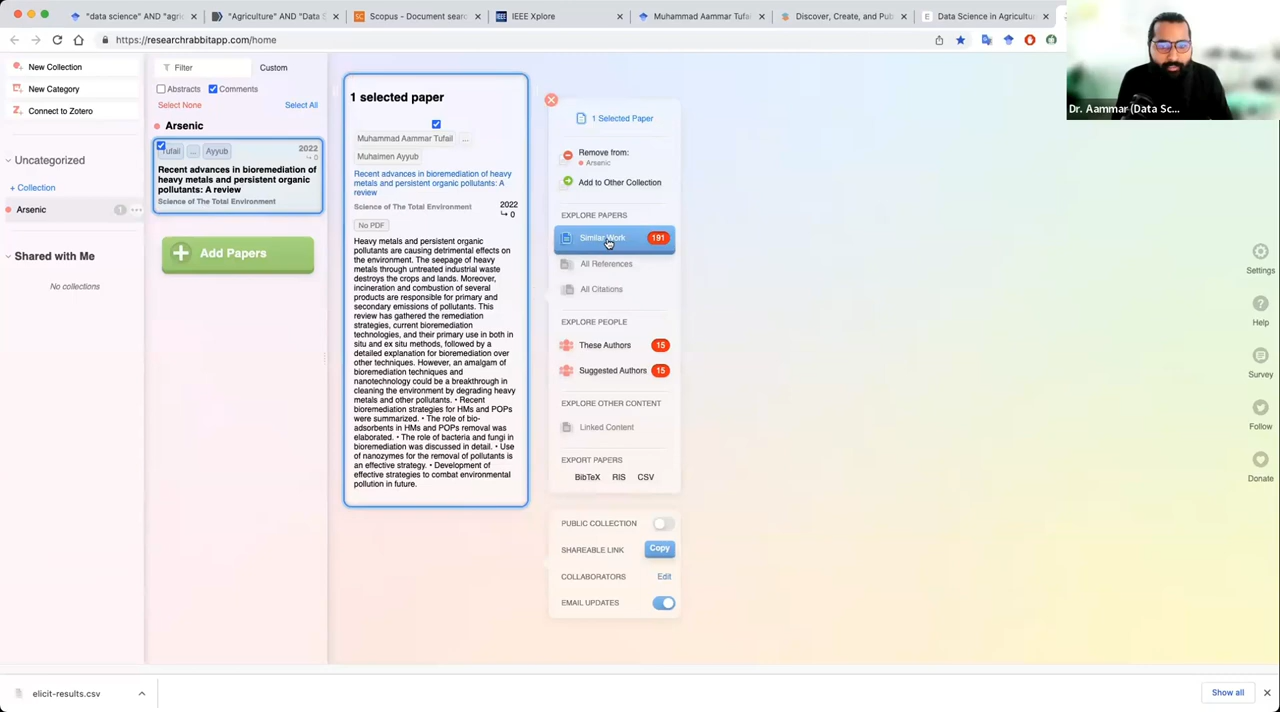 "data science" AND "agric
"Agriculture" AND "Data S
Scopus - Document searc
IEEE Xplore
Muhammad Aammar Tufai
Discover, Create, and Pub
Data Science in Agricultu
https://researchrabbitapp.com/home
Dr. Aammar (Data Sc...
New Collection
New Category
Connect to Zotero
Uncategorized
+ Collection
Arsenic
1
Shared with Me
No collections
Filter
Custom
Abstracts
Comments
Select None
Select All
Arsenic
Tufail
...
Ayyub
2022
0
Recent advances in bioremediation of
heavy metals and persistent organic
pollutants: A review
Science of The Total Environment
Add Papers
1 selected paper
Muhammad Aammar Tufail
...
Muhaimen Ayyub
Recent advances in bioremediation of heavy
metals and persistent organic pollutants: A
review
Science of The Total Environment
2022
0
No PDF
Heavy metals and persistent organic
pollutants are causing detrimental effects on
the environment. The seepage of heavy
metals through untreated industrial waste
destroys the crops and lands. Moreover,
incineration and combustion of several
products are responsible for primary and
secondary emissions of pollutants. This
review has gathered the remediation
strategies, current bioremediation
technologies, and their primary use in both in
situ and ex situ methods, followed by a
detailed explanation for bioremediation over
other techniques. However, an amalgam of
bioremediation techniques and
nanotechnology could be a breakthrough in
cleaning the environment by degrading heavy
metals and other pollutants. • Recent
bioremediation strategies for HMs and POPs
were summarized. • The role of bio-
adsorbents in HMs and POPs removal was
elaborated. • The role of bacteria and fungi in
bioremediation was discussed in detail. • Use
of nanozymes for the removal of pollutants is
an effective strategy. • Development of
effective strategies to combat environmental
pollution in future.
1 Selected Paper
Remove from:
Arsenic
Add to Other Collection
EXPLORE PAPERS
Similar Work
191
All References
All Citations
EXPLORE PEOPLE
These Authors
15
Suggested Authors
15
EXPLORE OTHER CONTENT
Linked Content
EXPORT PAPERS
BibTeX
RIS
CSV
PUBLIC COLLECTION
SHAREABLE LINK
Copy
COLLABORATORS
Edit
EMAIL UPDATES
Settings
Help
Survey
Follow
Donate
elicit-results.csv
Show all